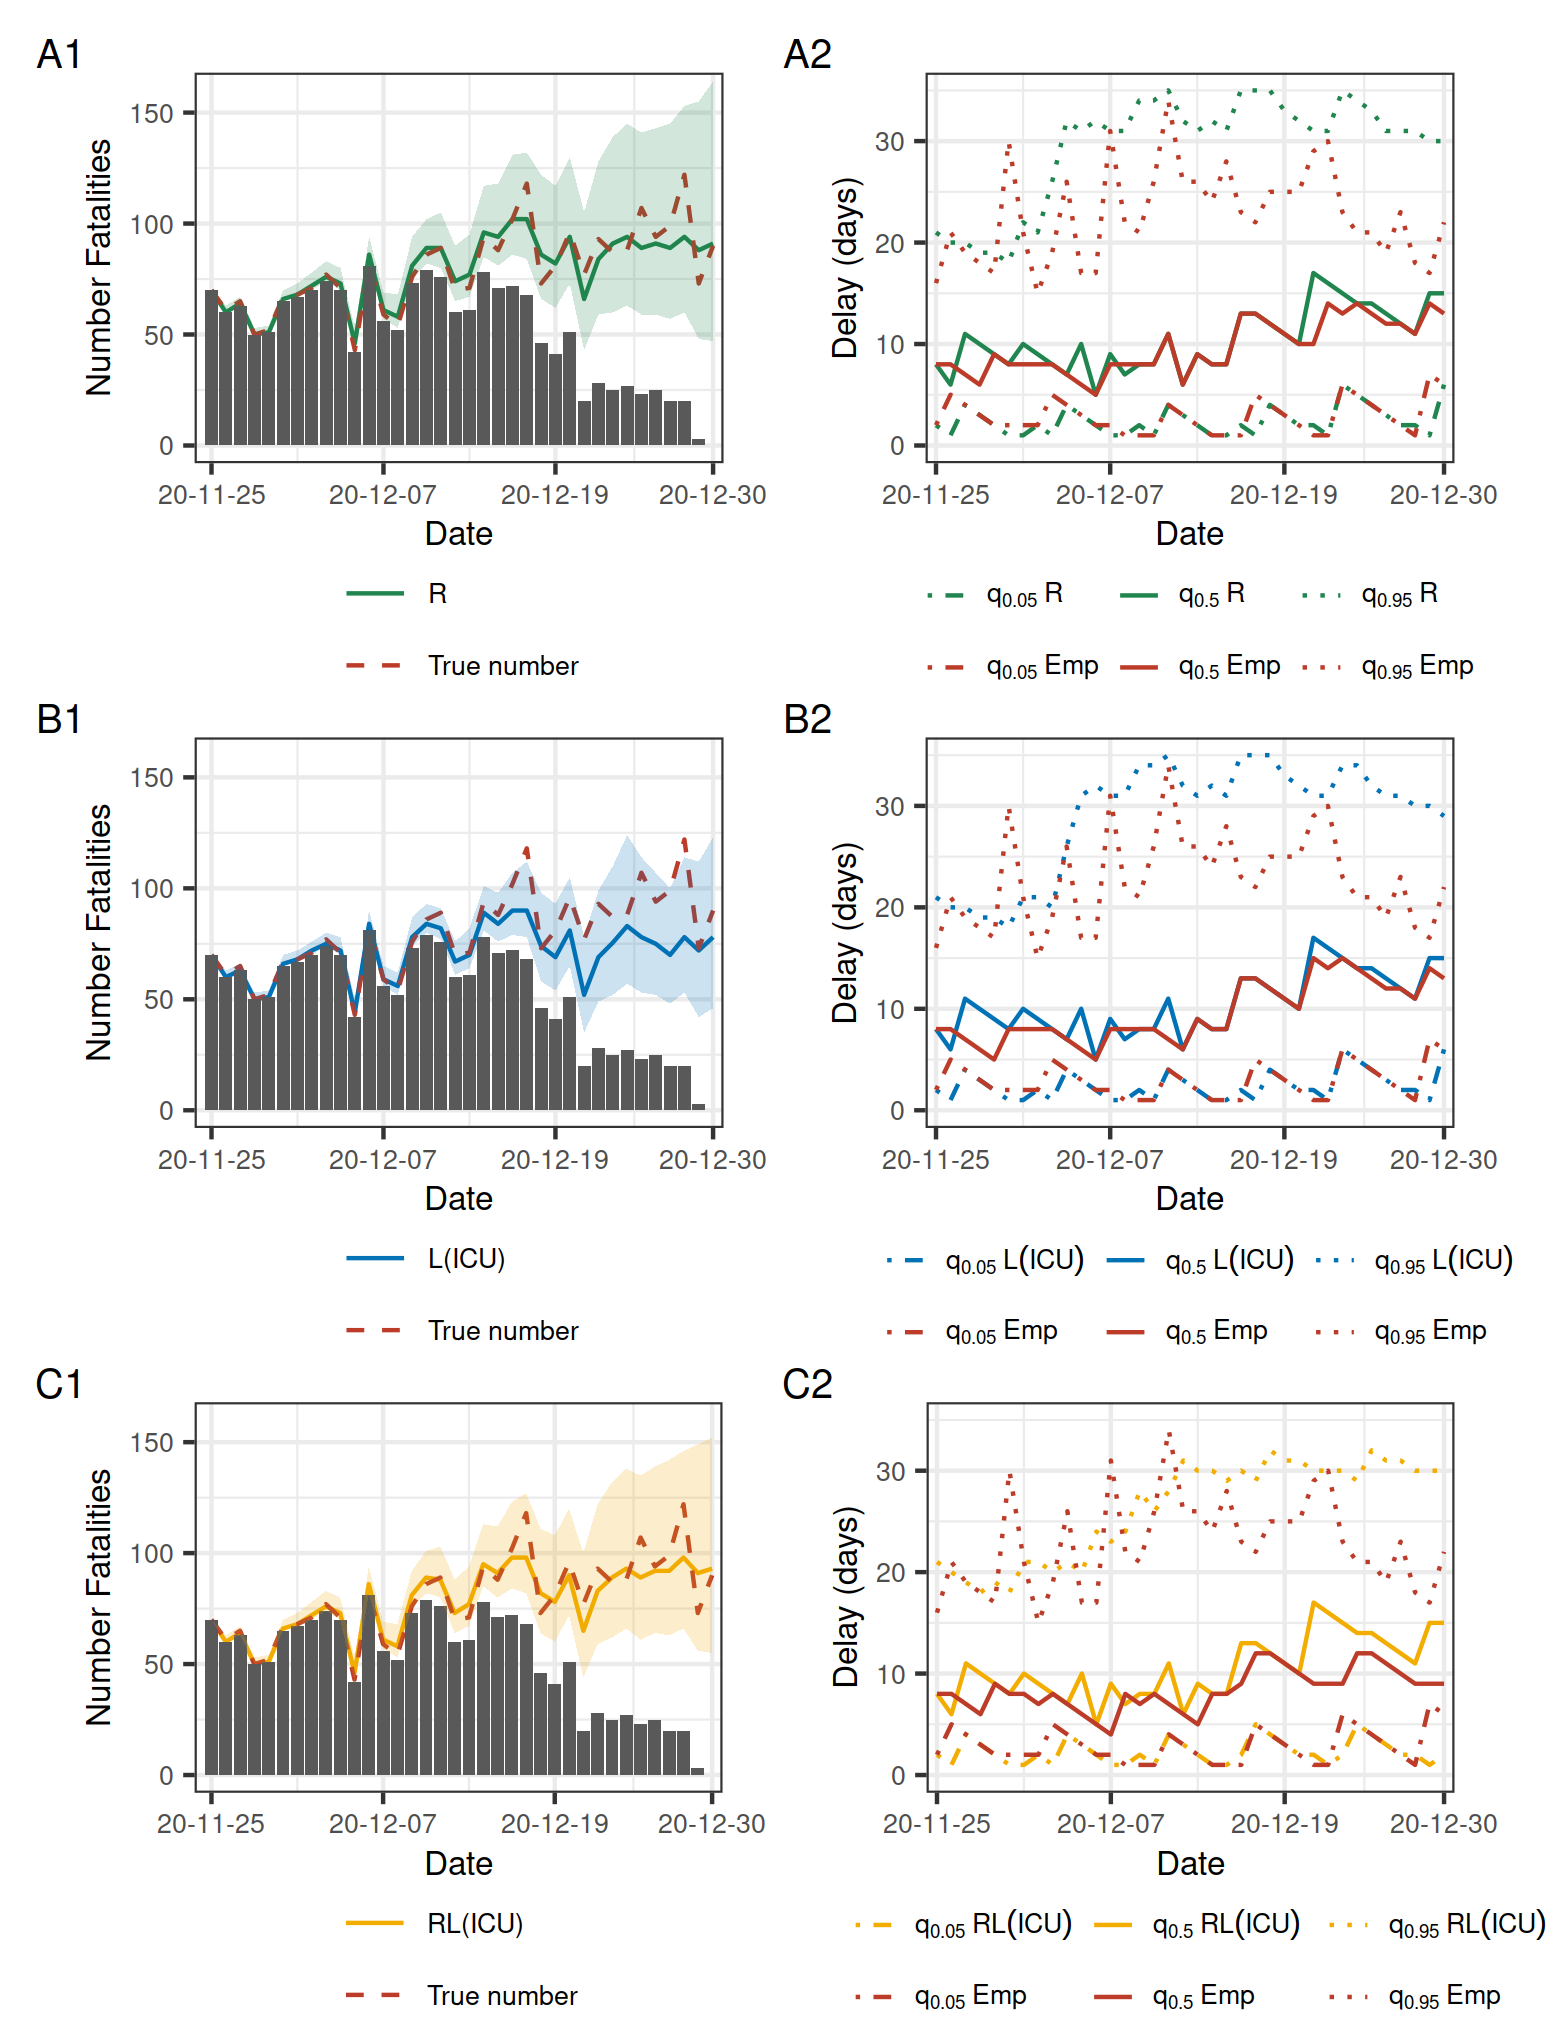 A1
A2
Number Fatalities
150
100
50
0
20-11-25 20-12-07 20-12-19 20-12-30
Date
R
True number
Delay (days)
30
20
10
0
20-11-25 20-12-07 20-12-19 20-12-30
Date
q0.05 R q0.5 R q0.95 R
q0.05 Emp q0.5 Emp q0.95 Emp
B1
B2
Number Fatalities
150
100
50
0
20-11-25 20-12-07 20-12-19 20-12-30
Date
L(ICU)
True number
Delay (days)
30
20
10
0
20-11-25 20-12-07 20-12-19 20-12-30
Date
q0.05 L(ICU) q0.5 L(ICU) q0.95 L(ICU)
q0.05 Emp q0.5 Emp q0.95 Emp
C1
C2
Number Fatalities
150
100
50
0
20-11-25 20-12-07 20-12-19 20-12-30
Date
RL(ICU)
True number
Delay (days)
30
20
10
0
20-11-25 20-12-07 20-12-19 20-12-30
Date
q0.05 RL(ICU) q0.5 RL(ICU) q0.95 RL(ICU)
q0.05 Emp q0.5 Emp q0.95 Emp